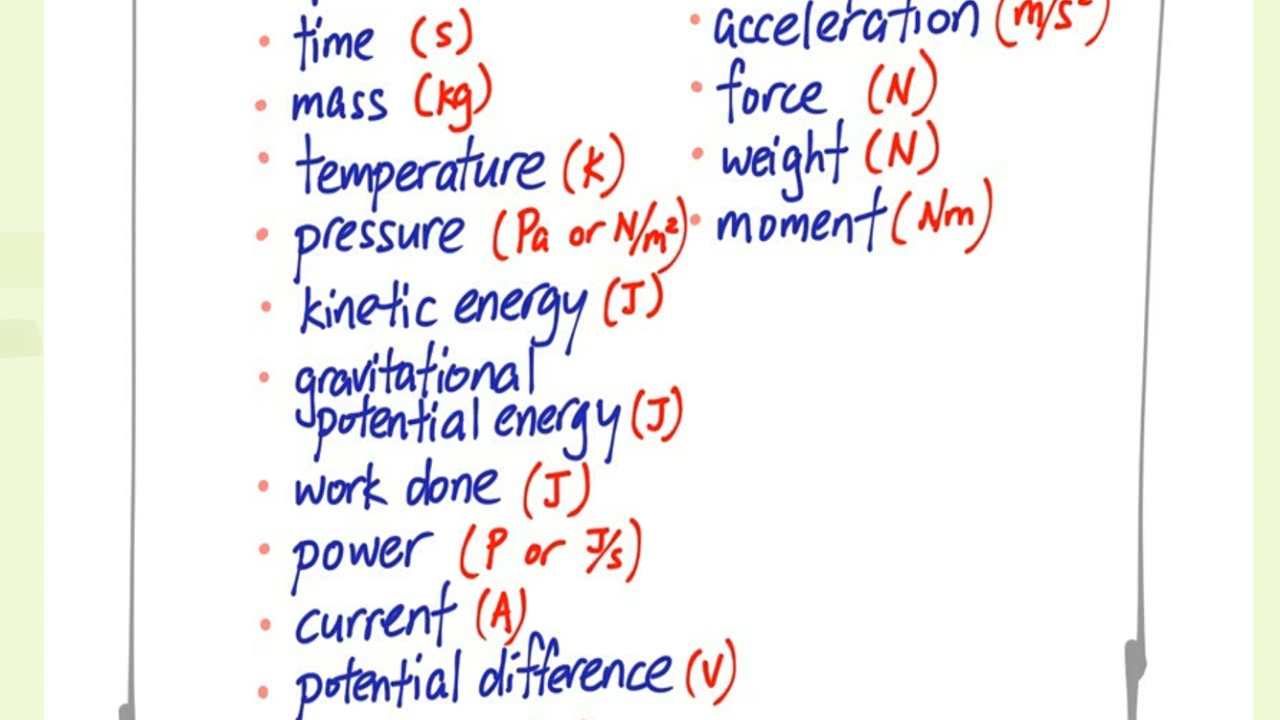 • time (s)
• mass (kg)
• temperature (K)
• pressure (Pa or N/m²)
• kinetic energy (J)
• gravitational
potential energy (J)
• work done (J)
• power (P or J/s)
• current (A)
• potential difference (V)
• acceleration (m/s²)
• force (N)
• weight (N)
• moment (Nm)